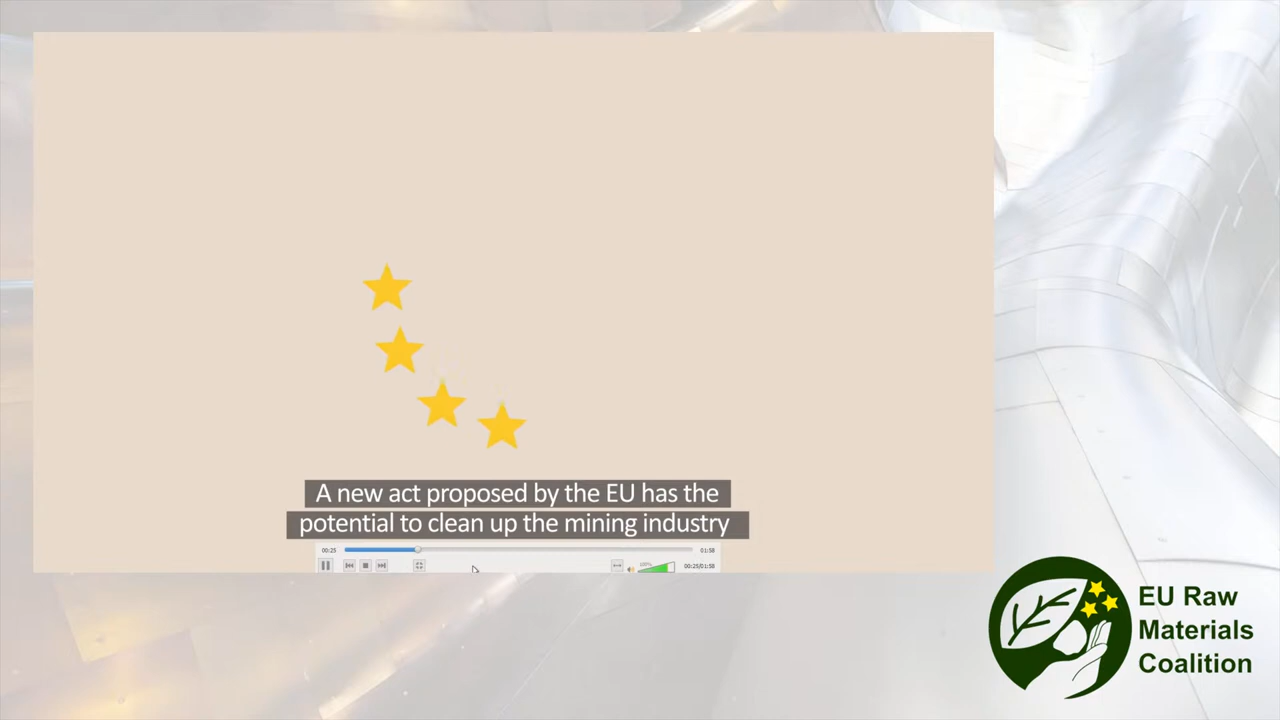 A new act proposed by the EU has the
potential to clean up the mining industry
00:25
01:58
100%
00:25/01:58
EU Raw
Materials
Coalition